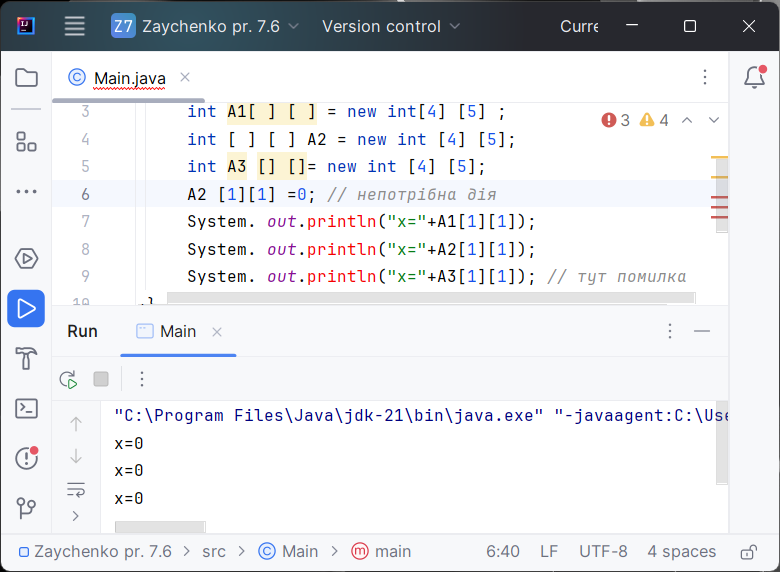 Z7 Zaychenko pr. 7.6 Version control Curre
Main.java
3 int A1[ ] [ ] = new int[4] [5] ;
3 4
4 int [ ] [ ] A2 = new int [4] [5];
5 int A3 [] []= new int [4] [5];
6 A2 [1][1] =0; // непотрібна дія
7 System. out.println("x="+A1[1][1]);
8 System. out.println("x="+A2[1][1]);
9 System. out.println("x="+A3[1][1]); // тут помилка
10 }
Run Main
"C:\Program Files\Java\jdk-21\bin\java.exe" "-javaagent:C:\Use
x=0
x=0
x=0
Zaychenko pr. 7.6 > src > Main > main 6:40 LF UTF-8 4 spaces